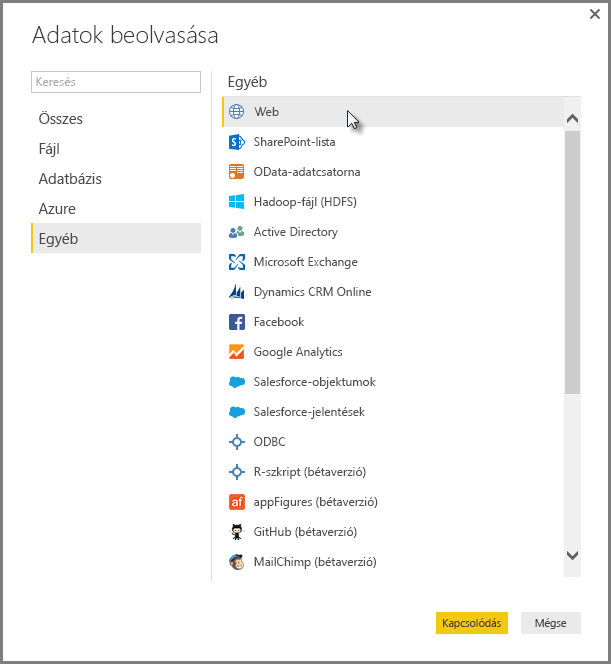 Adatok beolvasása
Keresés
Összes
Fájl
Adatbázis
Azure
Egyéb
Egyéb
Web
SharePoint-lista
OData-adatcsatorna
Hadoop-fájl (HDFS)
Active Directory
Microsoft Exchange
Dynamics CRM Online
Facebook
Google Analytics
Salesforce-objektumok
Salesforce-jelentések
ODBC
R-szkript (bétaverzió)
appFigures (bétaverzió)
GitHub (bétaverzió)
MailChimp (bétaverzió)
Kapcsolódás
Mégse